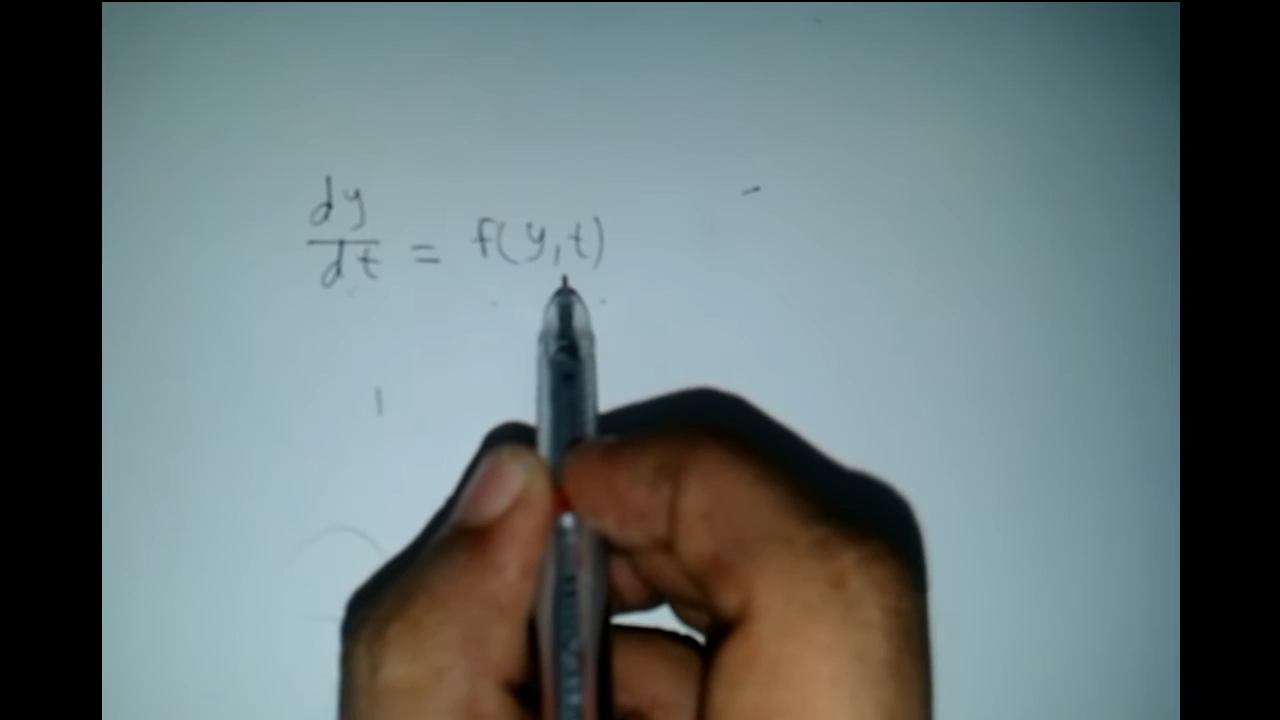 dy/dt = f(y,t)